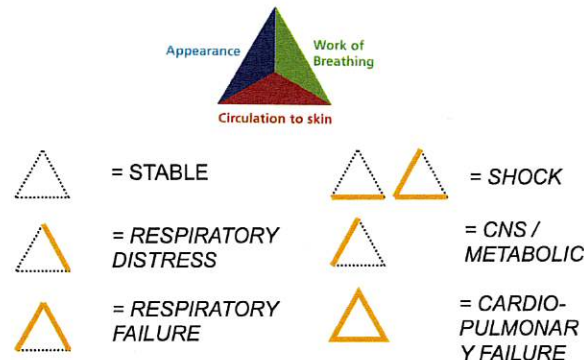 Appearance
Work of
Breathing
Circulation to skin
= STABLE
= SHOCK
= RESPIRATORY
DISTRESS
= CNS /
METABOLIC
= RESPIRATORY
FAILURE
= CARDIO-
PULMONAR
Y FAILURE